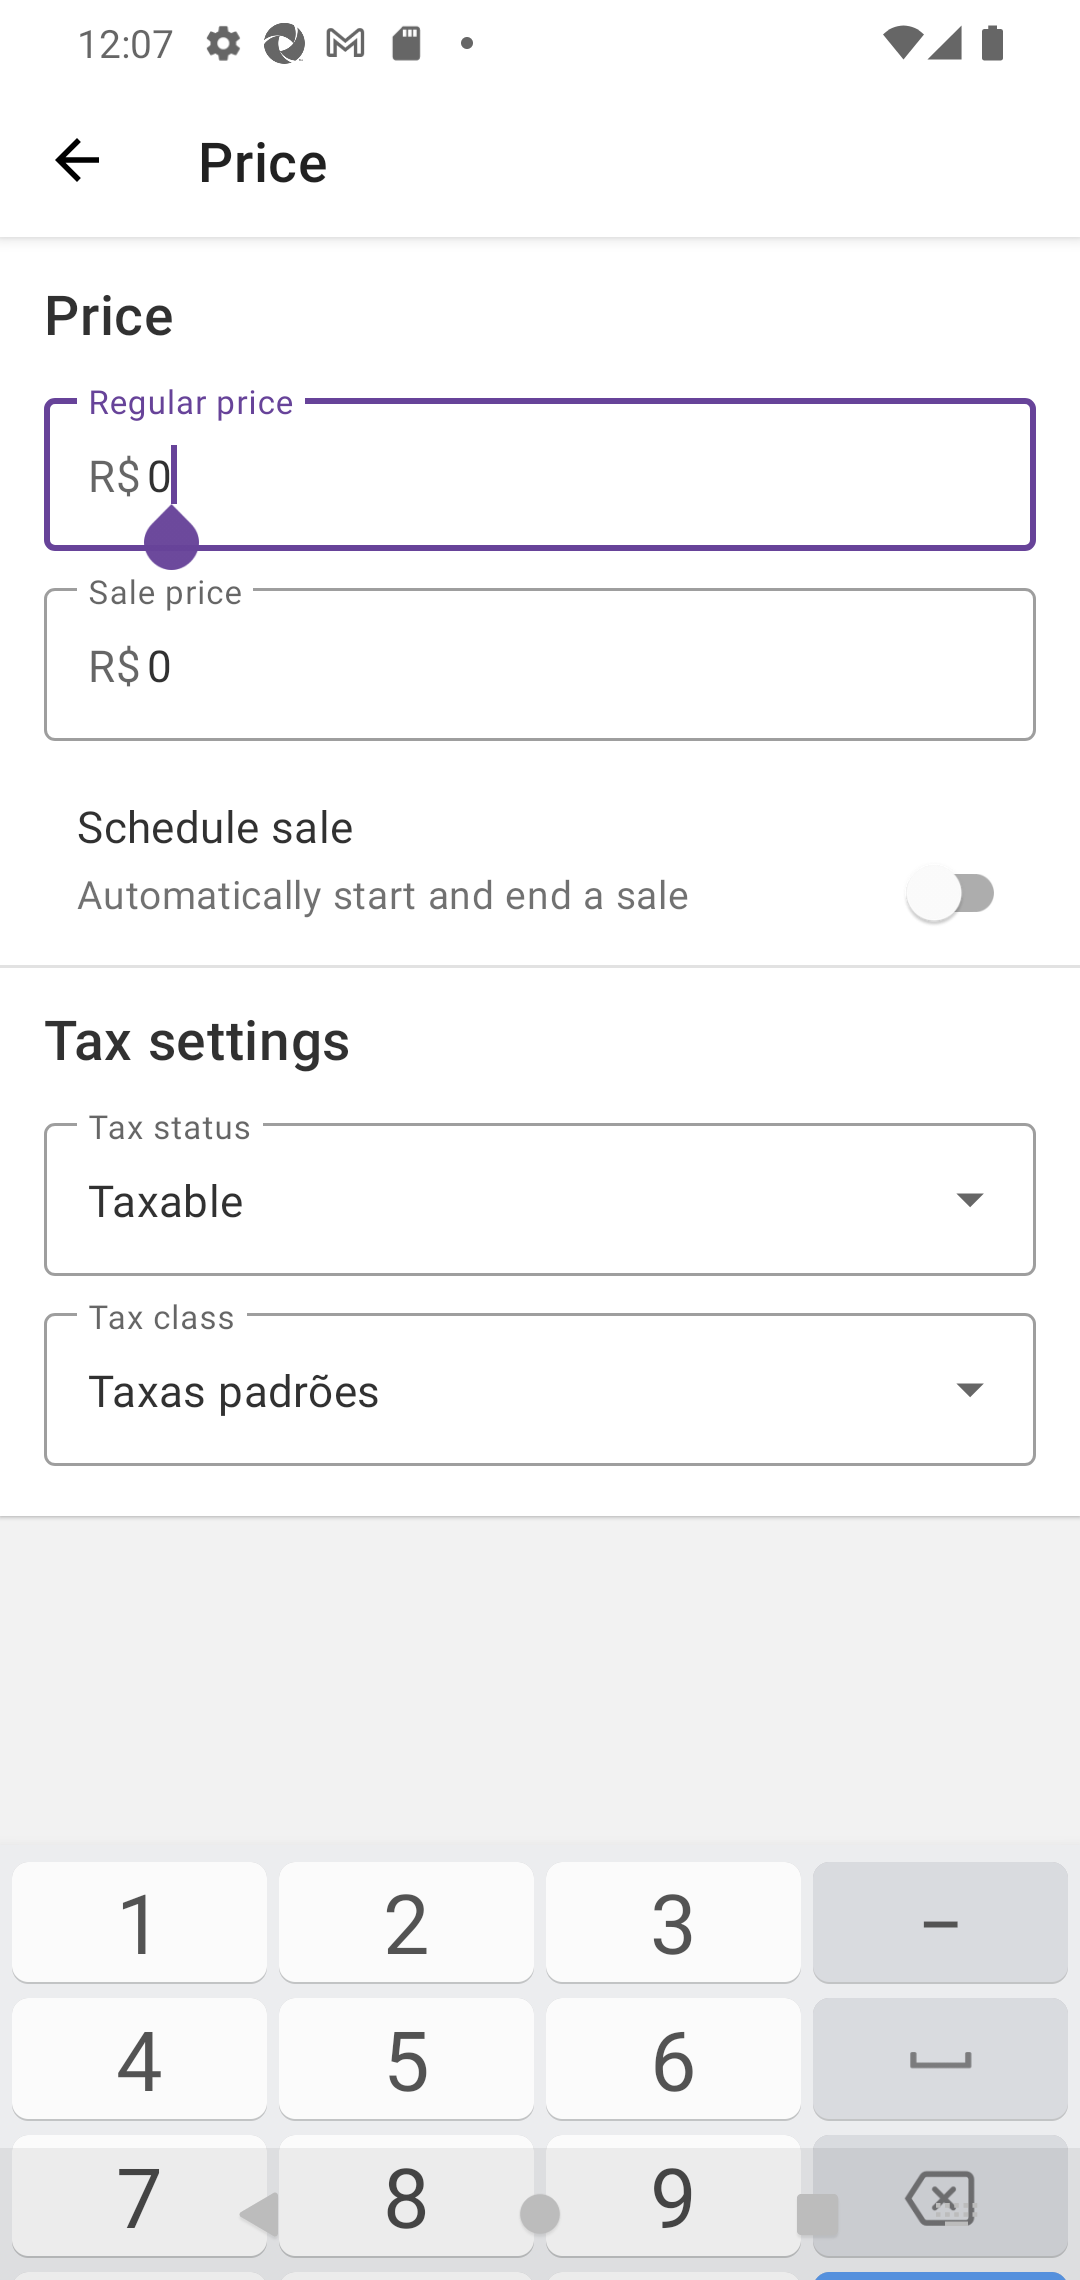 12:07
Price
Price
Regular price
R$ 0
Sale price
R$ 0
Schedule sale
Automatically start and end a sale
Tax settings
Tax status
Taxable
Tax class
Taxas padrões
1 2 3 –
4 5 6
7 8 9